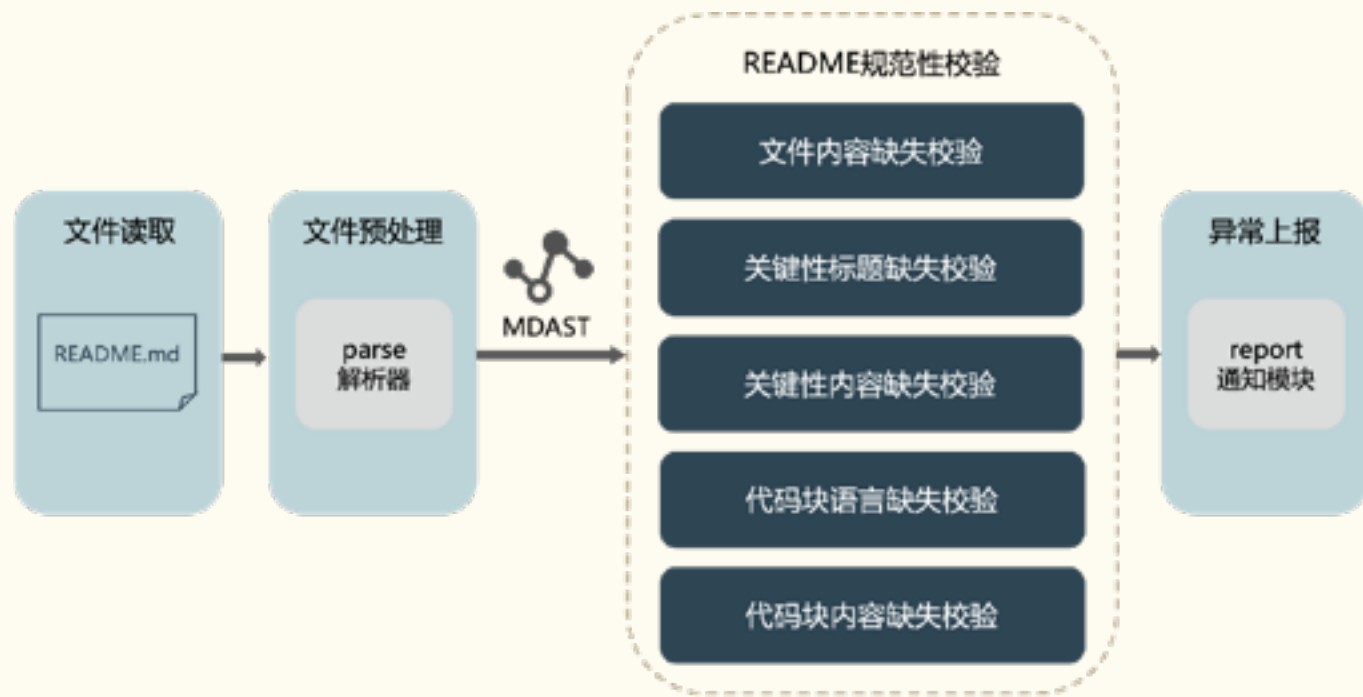 文件读取
README.md
文件预处理
parse
解析器
MDAST
README规范性校验
文件内容缺失校验
关键性标题缺失校验
关键性内容缺失校验
代码块语言缺失校验
代码块内容缺失校验
异常上报
report
通知模块